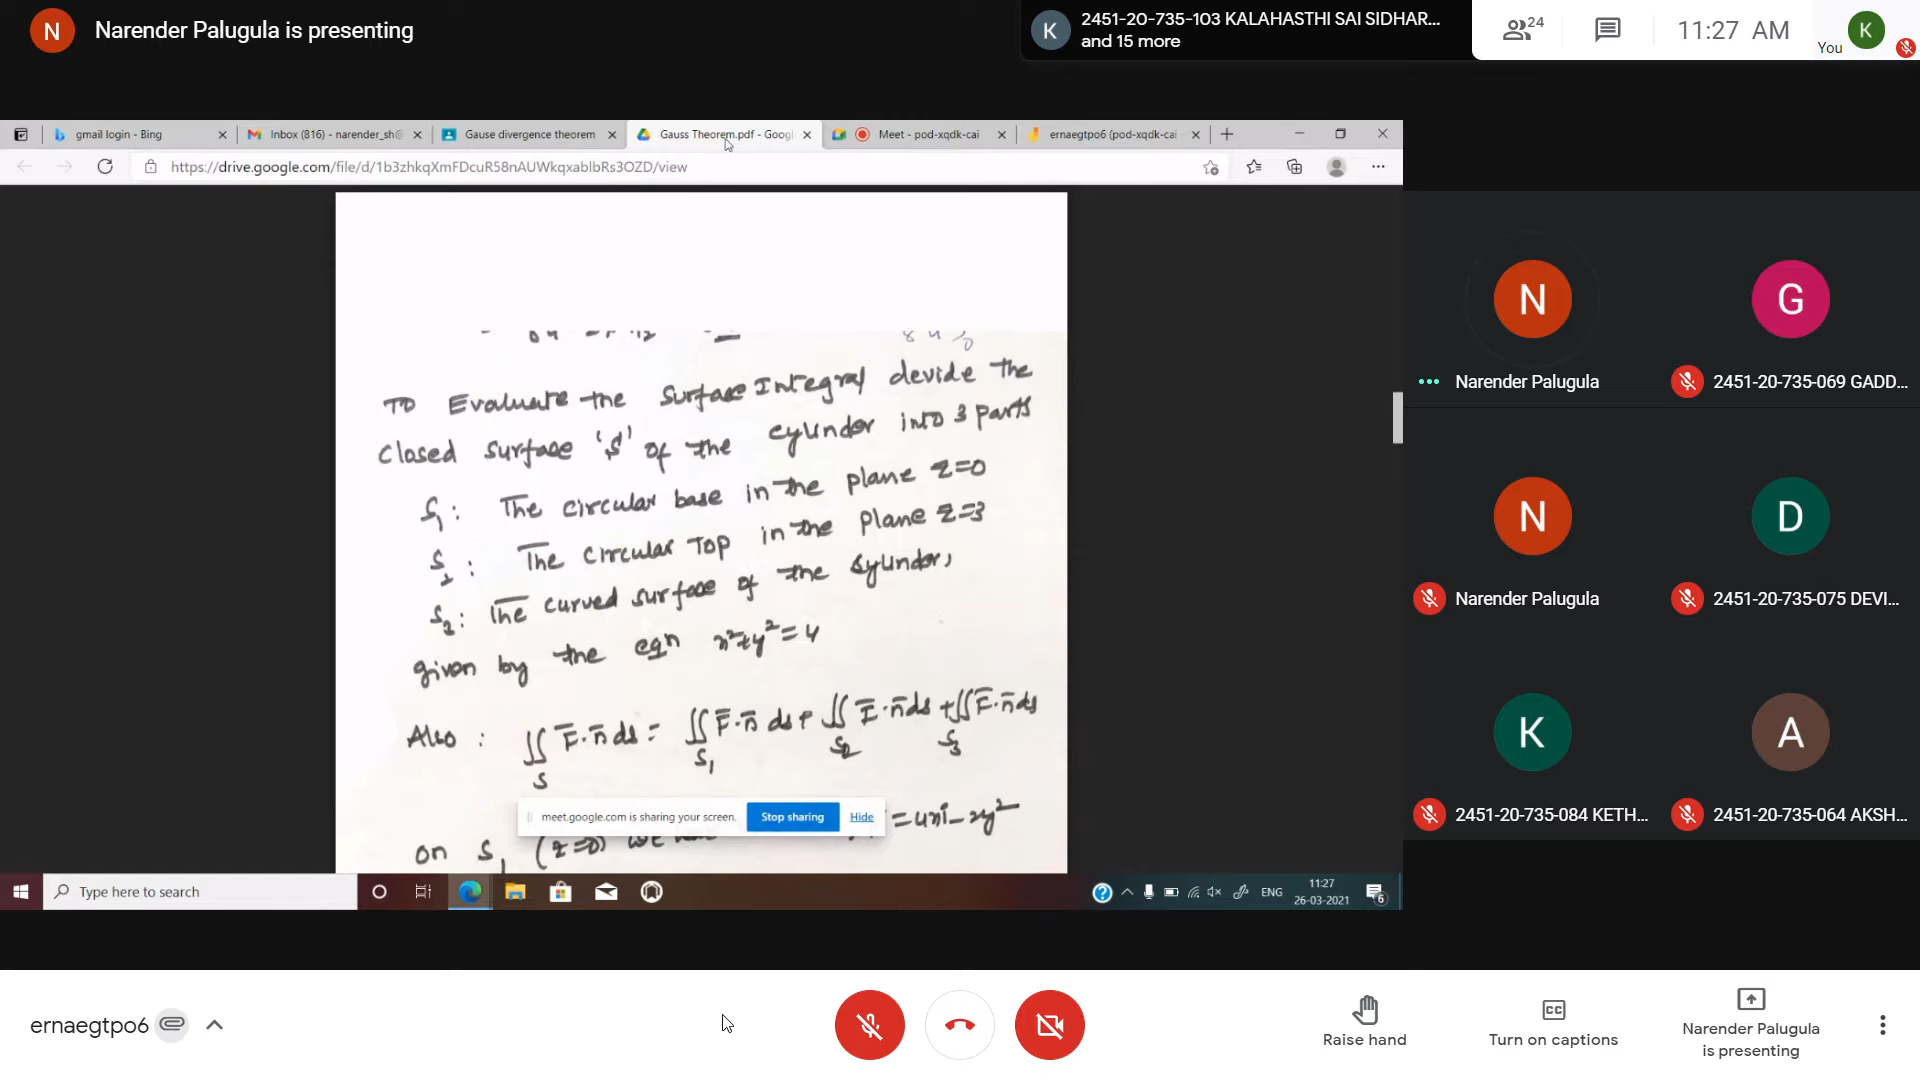 N Narender Palugula is presenting
K 2451-20-735-103 KALAHASTHI SAI SIDHAR...
and 15 more
24
11:27 AM
You K
gmail login - Bing
Inbox (816) - narender_sh@
Gause divergence theorem
Gauss Theorem.pdf - Googl
Meet - pod-xqdk-cai
ernaegtpo6 (pod-xqdk-cai
https://drive.google.com/file/d/1b3zhkqXmFDcuR58nAUWkqxablbRs3OZD/view
To Evaluate the Surface Integral devide the
closed surface 'S' of the cylinder into 3 parts
S1: The circular base in the plane z=0
S2: The circular Top in the plane z=3
S2: The curved surface of the cylinder,
given by the eqn x²+y²=4
Also: ∬S F̄·n̄ ds = ∬S1 F̄·n̄ ds + ∬S2 F̄·n̄ ds + ∬S3 F̄·n̄ ds
on S1 (z=0) we = 4xi - 2y²
meet.google.com is sharing your screen. Stop sharing Hide
Type here to search
ENG
11:27
26-03-2021
6
N
Narender Palugula
G
2451-20-735-069 GADD...
N
Narender Palugula
D
2451-20-735-075 DEVI...
K
2451-20-735-084 KETH...
A
2451-20-735-064 AKSH...
ernaegtpo6
Raise hand
CC
Turn on captions
Narender Palugula
is presenting